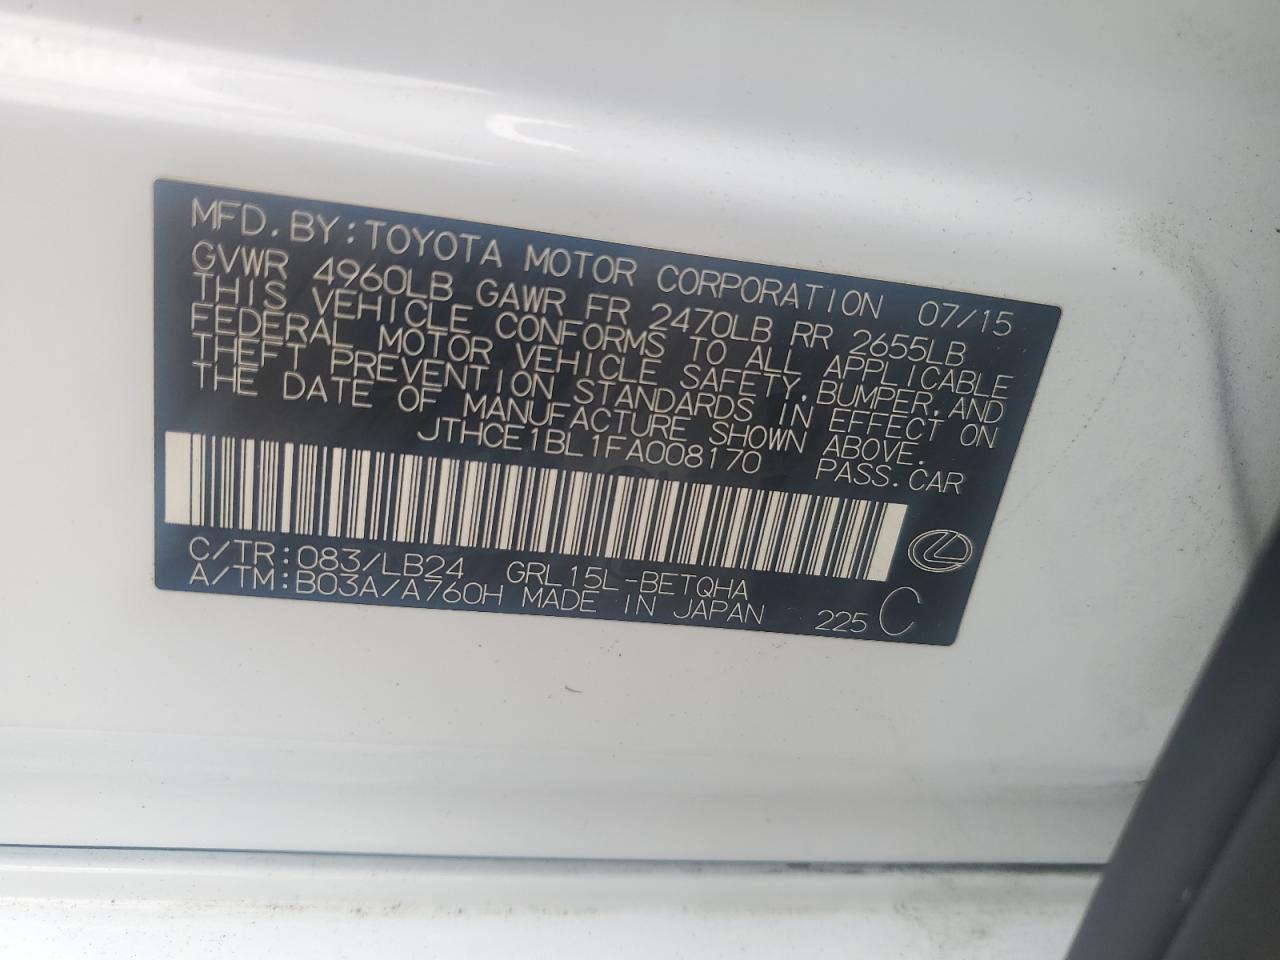 MFD. BY: TOYOTA MOTOR CORPORATION 07/15
GVWR 4960LB GAWR FR 2470LB RR 2655LB
THIS VEHICLE CONFORMS TO ALL APPLICABLE
FEDERAL MOTOR VEHICLE SAFETY, BUMPER, AND
THEFT PREVENTION STANDARDS IN EFFECT ON
THE DATE OF MANUFACTURE SHOWN ABOVE.
JTHCE1BL1FA008170 PASS. CAR
C/TR: 083/LB24 GRL15L-BETQHA
A/TM: B03A/A760H MADE IN JAPAN 225 C